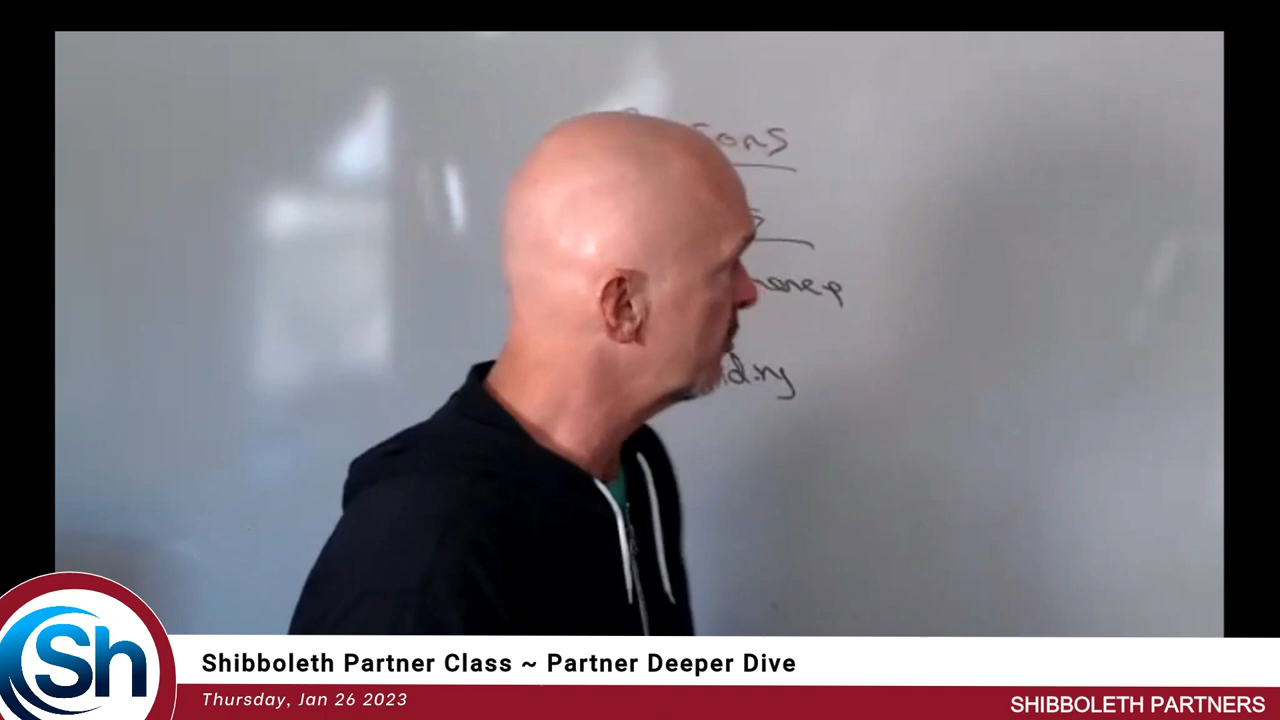 Sh
Shibboleth Partner Class ~ Partner Deeper Dive
Thursday, Jan 26 2023
SHIBBOLETH PARTNERS